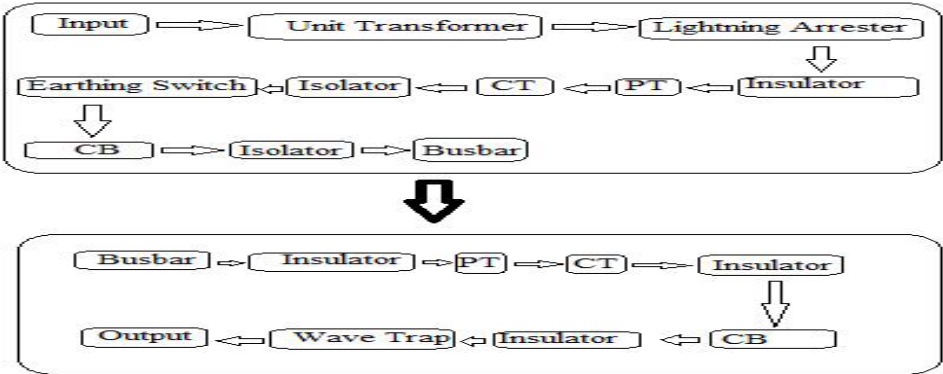 Input Unit Transformer Lightning Arrester
Earthing Switch Isolator CT PT Insulator
CB Isolator Busbar
Busbar Insulator PT CT Insulator
Output Wave Trap Insulator CB